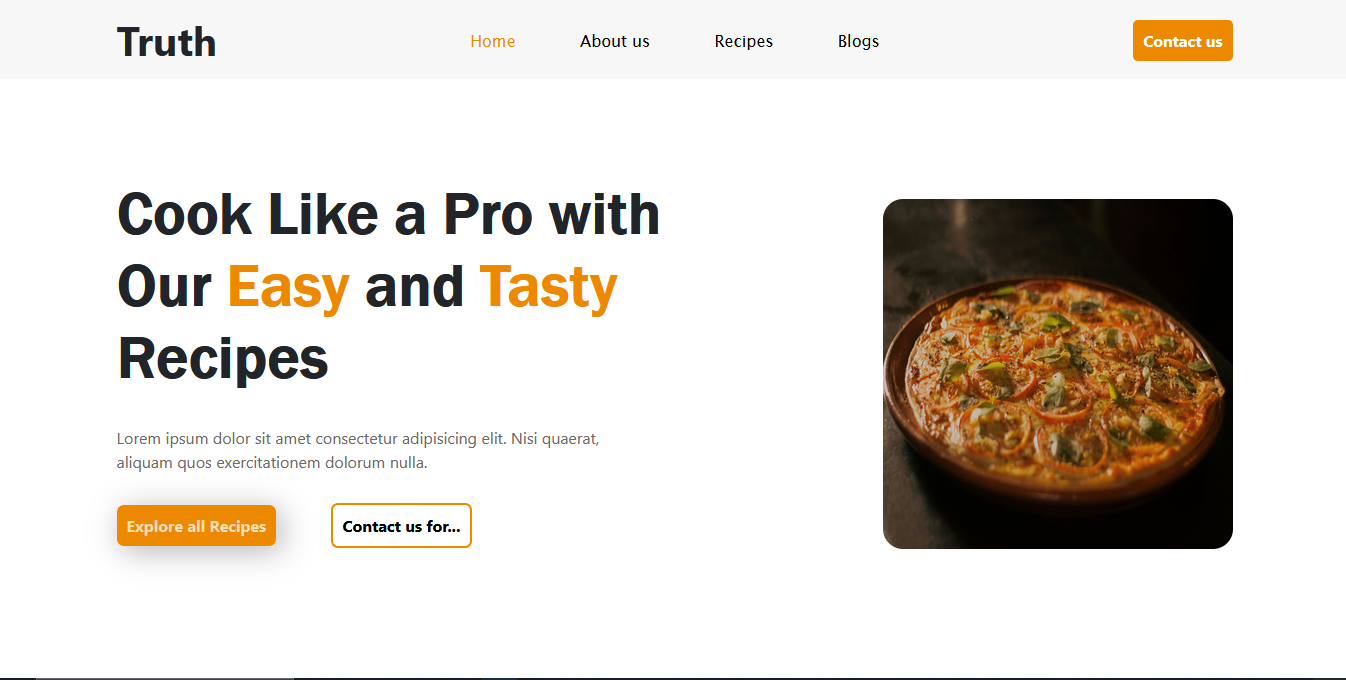 Truth
Home
About us
Recipes
Blogs
Contact us
Cook Like a Pro with
Our Easy and Tasty
Recipes
Lorem ipsum dolor sit amet consectetur adipisicing elit. Nisi quaerat,
aliquam quos exercitationem dolorum nulla.
Explore all Recipes
Contact us for...